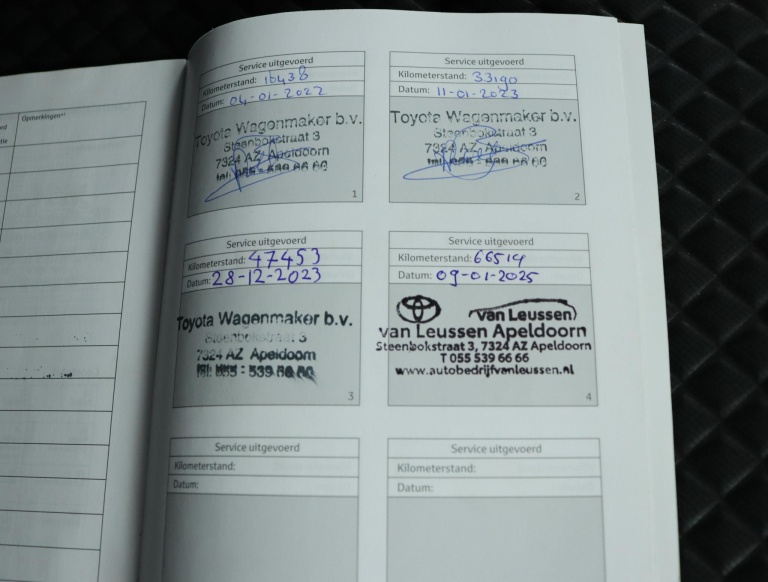 Opmerkingen*¹
Service uitgevoerd
Kilometerstand: 16438
Datum: 04-01-2022
Toyota Wagenmaker b.v.
Steenbokstraat 3
7324 AZ Apeldoorn
1
Service uitgevoerd
Kilometerstand: 33190
Datum: 11-01-2023
Toyota Wagenmaker b.v.
Steenbokstraat 3
7324 AZ Apeldoorn
2
Service uitgevoerd
Kilometerstand: 47453
Datum: 28-12-2023
Toyota Wagenmaker b.v.
Steenbokstraat 3
7324 AZ Apeldoorn
3
Service uitgevoerd
Kilometerstand: 66514
Datum: 09-01-2025
van Leussen
van Leussen Apeldoorn
Steenbokstraat 3, 7324 AZ Apeldoorn
T 055 539 66 66
www.autobedrijfvanleussen.nl
4
Service uitgevoerd
Kilometerstand:
Datum:
Service uitgevoerd
Kilometerstand:
Datum: